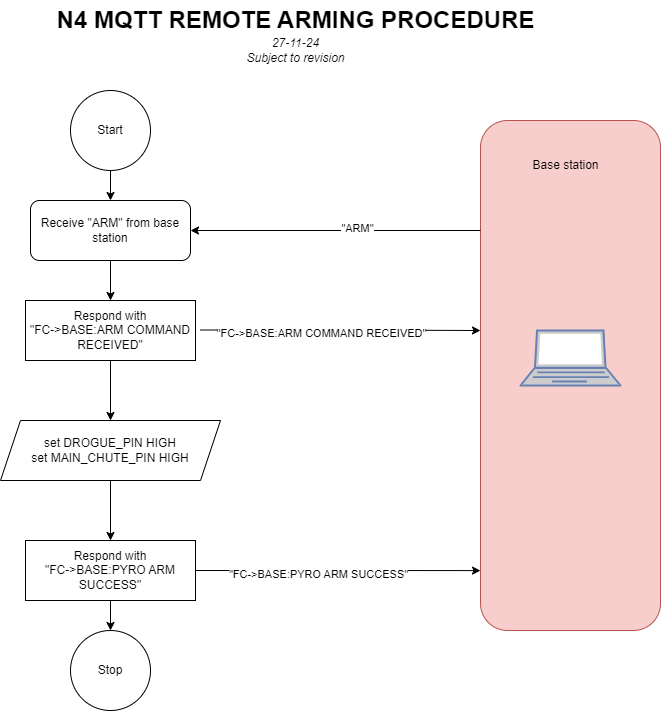 N4 MQTT REMOTE ARMING PROCEDURE
27-11-24
Subject to revision
Start
Base station
Receive "ARM" from base
station
"ARM"
Respond with
"FC->BASE:ARM COMMAND
RECEIVED"
"FC->BASE:ARM COMMAND RECEIVED"
set DROGUE_PIN HIGH
set MAIN_CHUTE_PIN HIGH
Respond with
"FC->BASE:PYRO ARM
SUCCESS"
"FC->BASE:PYRO ARM SUCCESS"
Stop